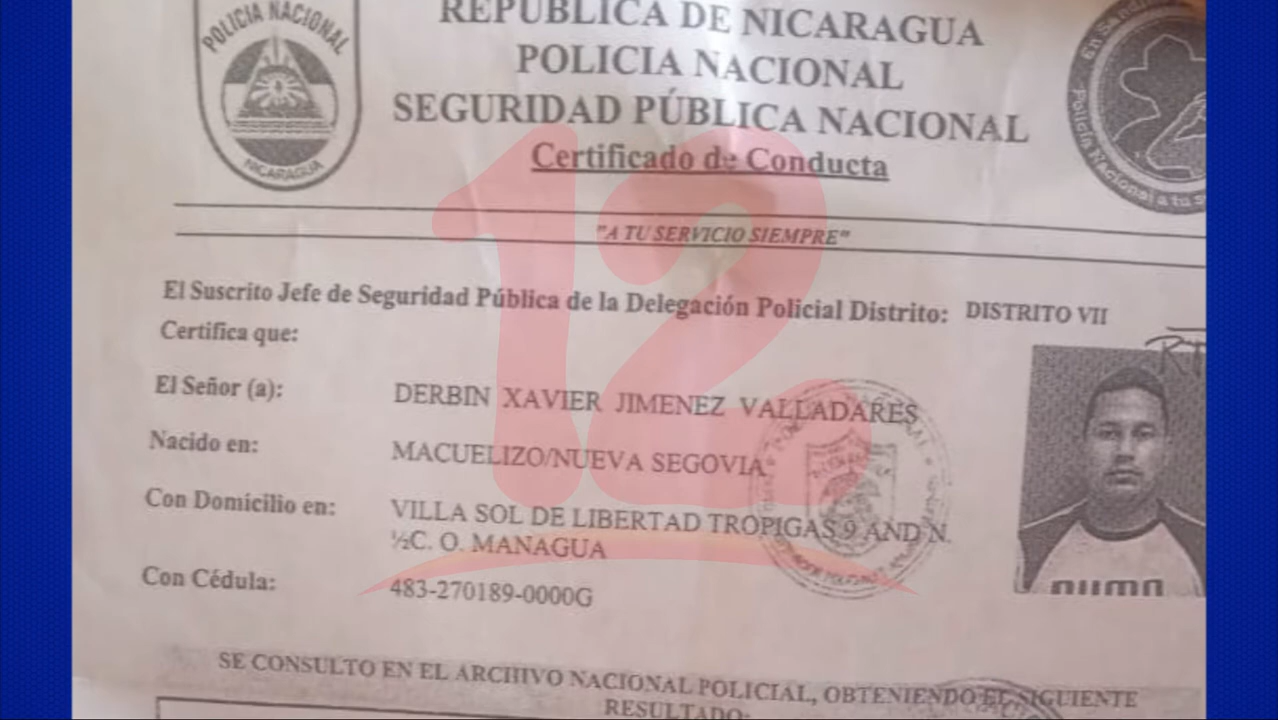 POLICIA NACIONAL
NICARAGUA
REPÚBLICA DE NICARAGUA
POLICIA NACIONAL
SEGURIDAD PÚBLICA NACIONAL
Certificado de Conducta
"A TU SERVICIO SIEMPRE"
El Suscrito Jefe de Seguridad Pública de la Delegación Policial Distrito: DISTRITO VII
Certifica que:
El Señor (a): DERBIN XAVIER JIMENEZ VALLADARES
Nacido en: MACUELIZO/NUEVA SEGOVIA
Con Domicilio en: VILLA SOL DE LIBERTAD TROPIGAS 9 AND N.
½C. O. MANAGUA
Con Cédula: 483-270189-0000G
SE CONSULTO EN EL ARCHIVO NACIONAL POLICIAL, OBTENIENDO EL SIGUIENTE
RESULTADO:
12